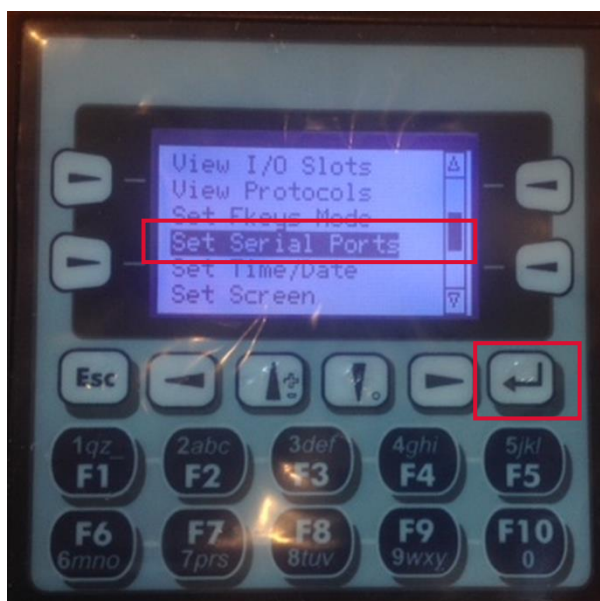 View I/O Slots
View Protocols
Set Fkeys Mode
Set Serial Ports
Set Time/Date
Set Screen
Esc
1qz_ 2abc 3def 4ghi 5jkl
F1 F2 F3 F4 F5
F6 F7 F8 F9 F10
6mno 7prs 8tuv 9wxy 0